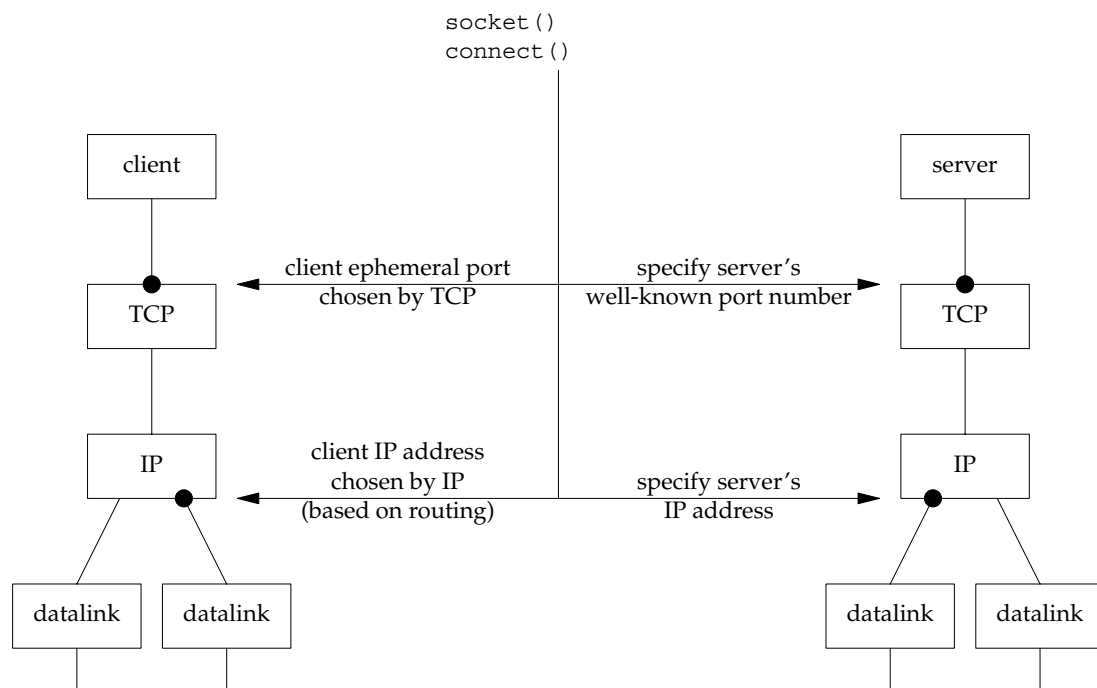 socket()
connect()
client
server
client ephemeral port
chosen by TCP
specify server’s
well-known port number
TCP
TCP
client IP address
chosen by IP
(based on routing)
specify server’s
IP address
IP
IP
datalink
datalink
datalink
datalink